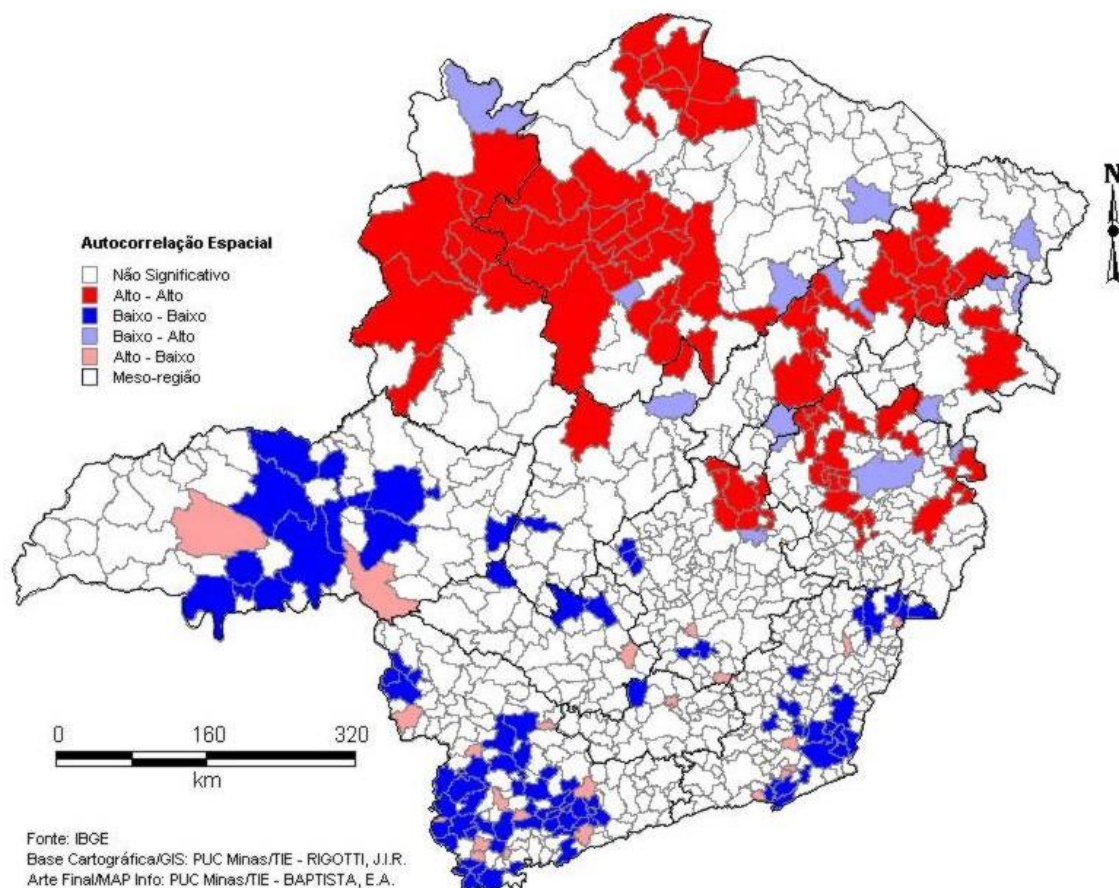 N
Autocorrelação Espacial
Não Significativo
Alto - Alto
Baixo - Baixo
Baixo - Alto
Alto - Baixo
Meso-região
0 160 320
km
Fonte: IBGE
Base Cartográfica/GIS: PUC Minas/TIE - RIGOTTI, J.I.R.
Arte Final/MAP Info: PUC Minas/TIE - BAPTISTA, E.A.